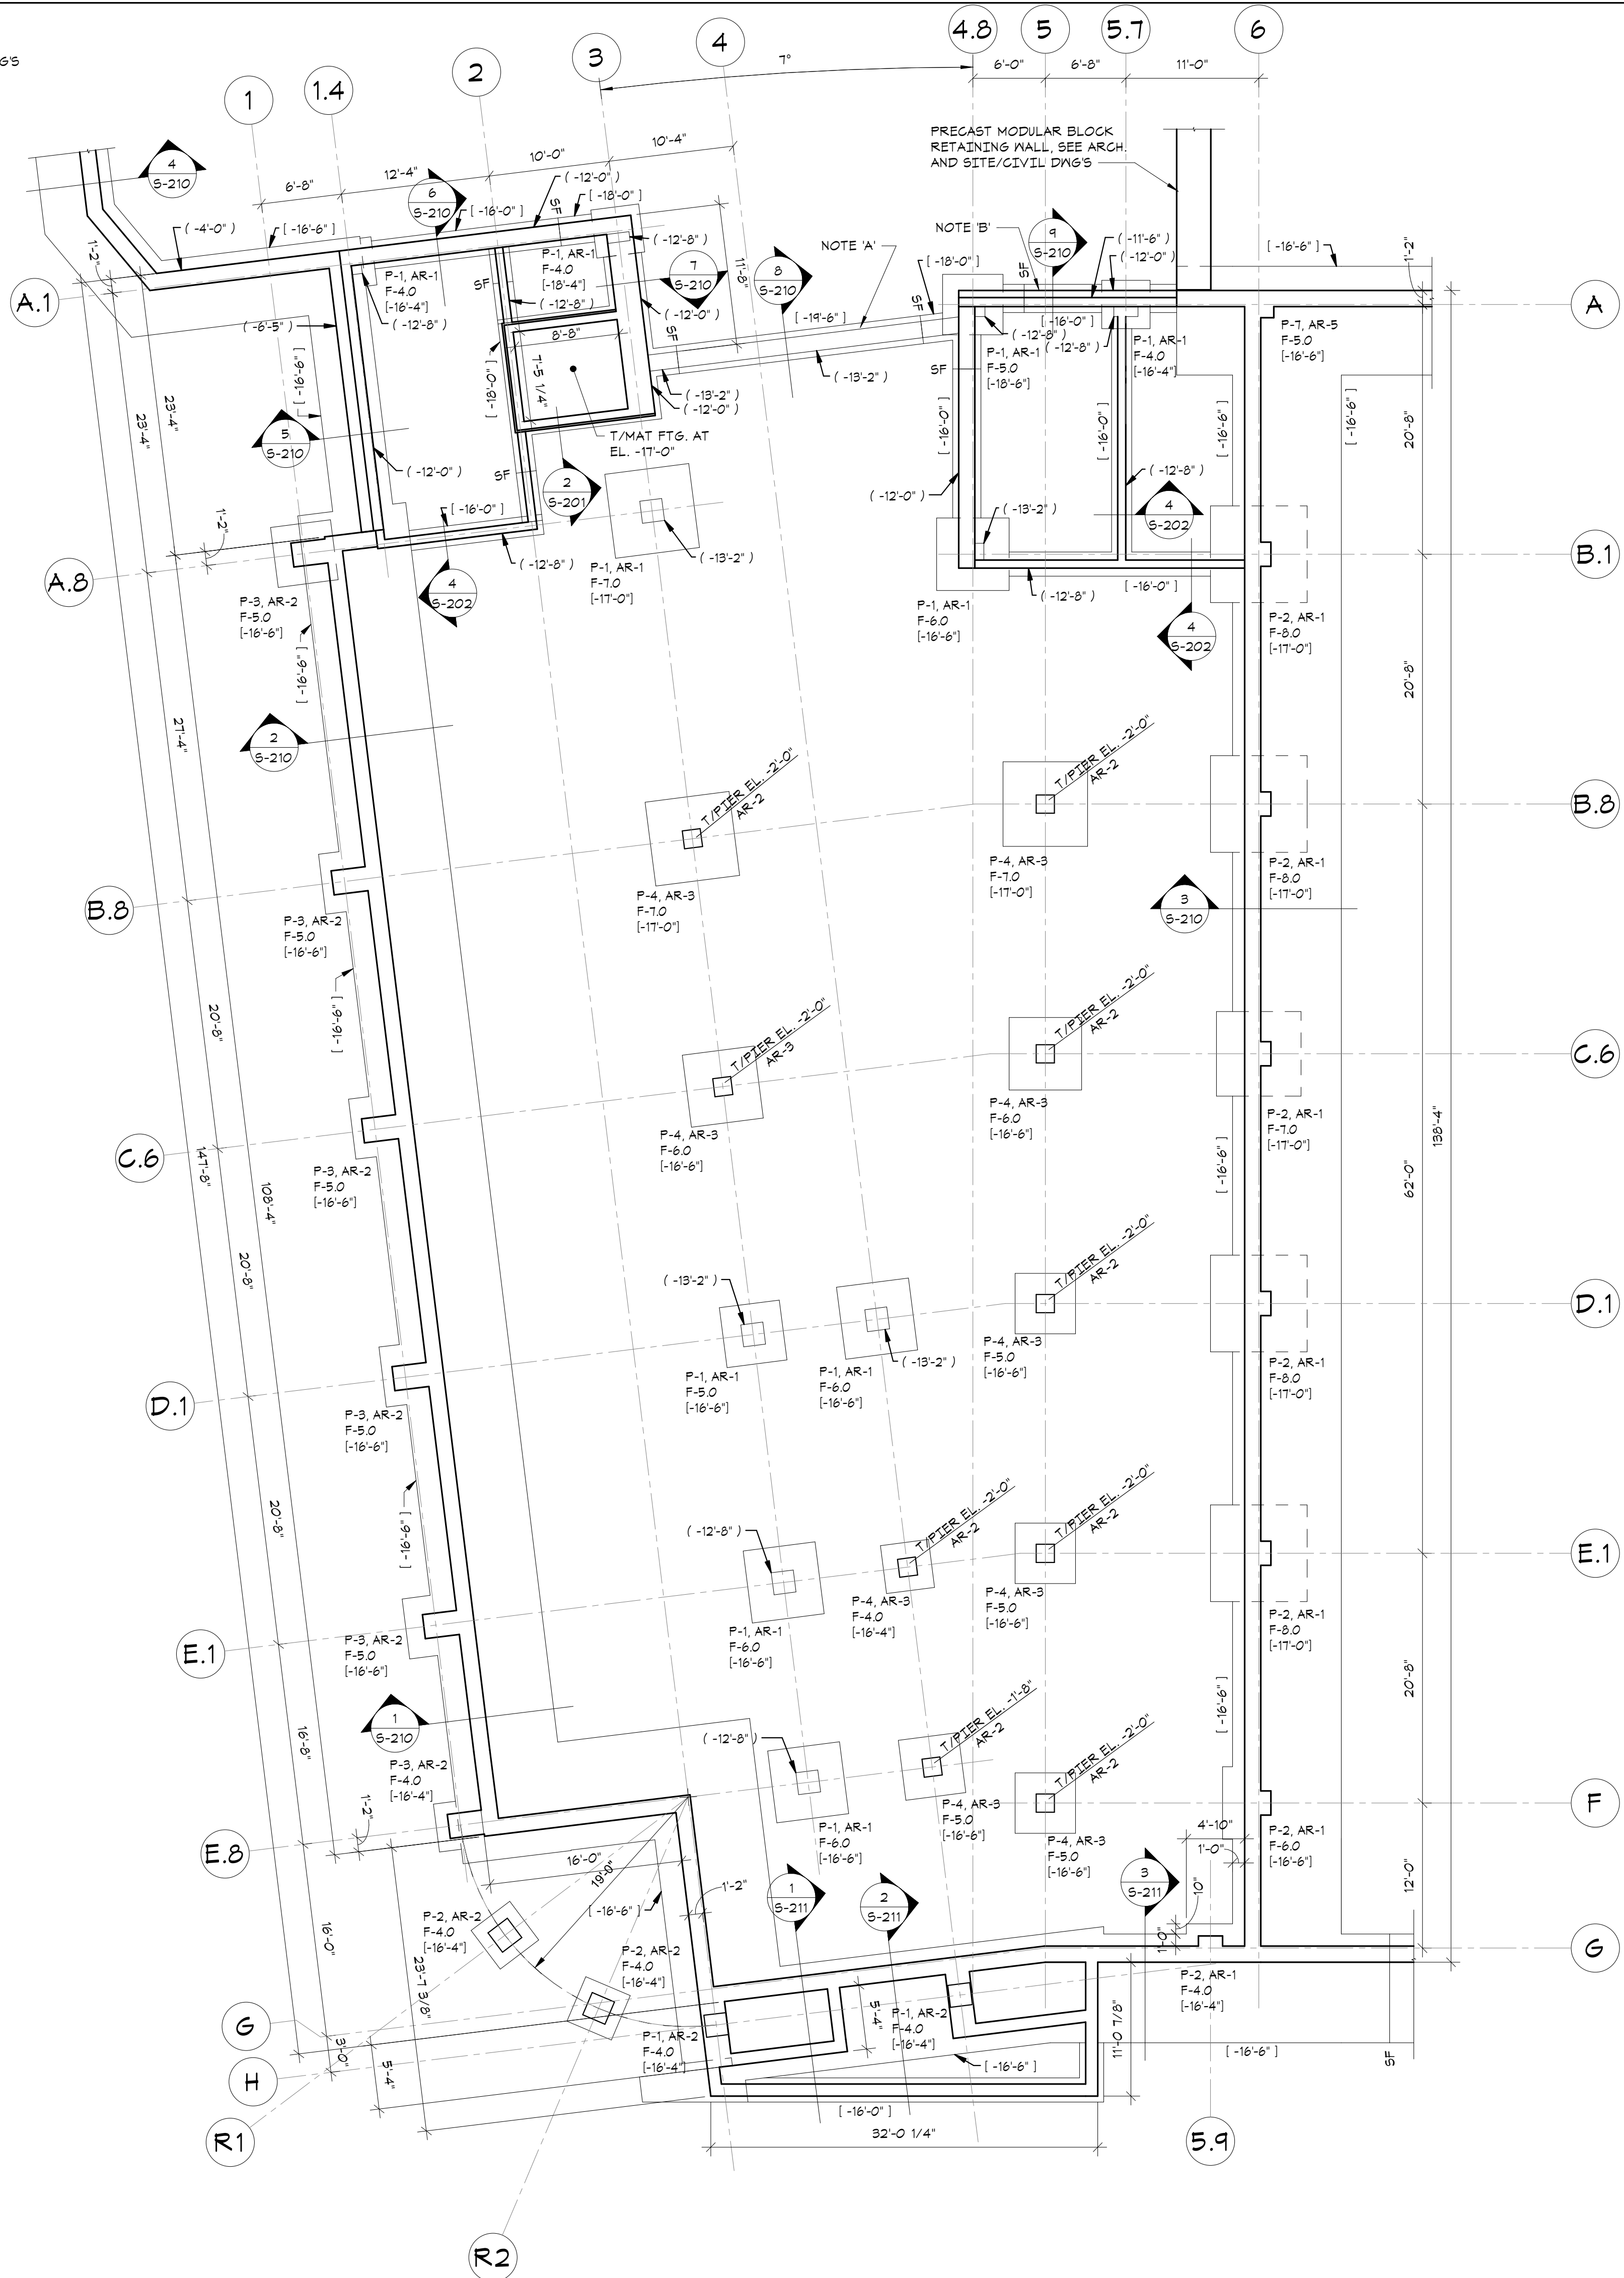 G'S
1
1.4
2
3
4
4.8
5
5.7
6
7°
6'-0"
6'-8"
11'-0"
PRECAST MODULAR BLOCK
RETAINING WALL, SEE ARCH.
AND SITE/CIVIL DWG'S
6'-8"
12'-4"
10'-0"
10'-4"
4
S-210
6
S-210
( -12'-0" )
[ -18'-0" ]
[ -16'-0" ]
SF
( -4'-0" )
[ -16'-6" ]
( -12'-8" )
7
S-210
8
S-210
11'-8"
NOTE 'A'
NOTE 'B'
9
S-210
( -11'-6" )
( -12'-0" )
[ -18'-0" ]
SF
[ -16'-6" ]
1'-2"
1'-2"
A.1
A
P-1, AR-1
F-4.0
[-16'-4"]
( -12'-8" )
P-1, AR-1
F-4.0
[-18'-4"]
( -12'-8" )
SF
( -12'-0" )
SF
[ -19'-6" ]
SF
[ -16'-0" ]
( -12'-8" )
( -12'-8" )
P-1, AR-1
F-5.0
[-18'-6"]
P-1, AR-1
F-4.0
[-16'-4"]
P-7, AR-5
F-5.0
[-16'-6"]
( -6'-5" )
[ -16'-6" ]
8'-8"
7'-5 1/4"
[ -18'-0" ]
( -13'-2" )
( -13'-2" )
( -12'-0" )
SF
T/MAT FTG. AT
EL. -17'-0"
23'-4"
23'-4"
5
S-210
( -12'-0" )
SF
2
S-201
[ -16'-0" ]
( -12'-8" )
( -13'-2" )
P-1, AR-1
F-7.0
[-17'-0"]
[ -16'-0" ]
[ -16'-0" ]
[ -16'-6" ]
[ -16'-6" ]
20'-8"
( -12'-0" )
( -13'-2" )
( -12'-8" )
4
S-202
1'-2"
A.8
B.1
P-3, AR-2
F-5.0
[-16'-6"]
4
S-202
[ -16'-0" ]
( -12'-8" )
P-1, AR-1
F-6.0
[-16'-6"]
4
S-202
P-2, AR-1
F-8.0
[-17'-0"]
[ -16'-6" ]
2
S-210
27'-4"
20'-8"
T/PIER EL. -2'-0"
AR-2
T/PIER EL. -2'-0"
AR-2
B.8
B.8
P-4, AR-3
F-7.0
[-17'-0"]
P-4, AR-3
F-7.0
[-17'-0"]
P-2, AR-1
F-8.0
[-17'-0"]
3
S-210
P-3, AR-2
F-5.0
[-16'-6"]
[ -16'-6" ]
20'-8"
T/PIER EL. -2'-0"
AR-3
T/PIER EL. -2'-0"
AR-2
C.6
C.6
P-4, AR-3
F-6.0
[-16'-6"]
P-4, AR-3
F-6.0
[-16'-6"]
P-2, AR-1
F-7.0
[-17'-0"]
P-3, AR-2
F-5.0
[-16'-6"]
147'-8"
108'-4"
[ -16'-6" ]
62'-0"
138'-4"
20'-8"
( -13'-2" )
( -13'-2" )
T/PIER EL. -2'-0"
AR-2
D.1
D.1
P-1, AR-1
F-5.0
[-16'-6"]
P-1, AR-1
F-6.0
[-16'-6"]
P-4, AR-3
F-5.0
[-16'-6"]
P-2, AR-1
F-8.0
[-17'-0"]
P-3, AR-2
F-5.0
[-16'-6"]
[ -16'-6" ]
20'-8"
( -12'-8" )
T/PIER EL. -2'-0"
AR-2
T/PIER EL. -2'-0"
AR-2
E.1
E.1
P-1, AR-1
F-6.0
[-16'-6"]
P-4, AR-3
F-4.0
[-16'-4"]
P-4, AR-3
F-5.0
[-16'-6"]
P-2, AR-1
F-8.0
[-17'-0"]
P-3, AR-2
F-5.0
[-16'-6"]
1
S-210
16'-8"
[ -16'-6" ]
20'-8"
( -12'-8" )
T/PIER EL. -1'-8"
AR-2
T/PIER EL. -2'-0"
AR-2
P-3, AR-2
F-4.0
[-16'-4"]
1'-2"
E.8
F
P-1, AR-1
F-6.0
[-16'-6"]
P-4, AR-3
F-5.0
[-16'-6"]
P-4, AR-3
F-5.0
[-16'-6"]
4'-10"
1'-0"
P-2, AR-1
F-6.0
[-16'-6"]
12'-0"
16'-0"
19'-0"
[ -16'-6" ]
1'-2"
1
S-211
2
S-211
3
S-211
10"
1'-0"
P-2, AR-2
F-4.0
[-16'-4"]
P-2, AR-2
F-4.0
[-16'-4"]
16'-0"
23'-7 3/8"
G
G
P-2, AR-1
F-4.0
[-16'-4"]
3'-0"
5'-4"
P-1, AR-2
F-4.0
[-16'-4"]
5'-4"
P-1, AR-2
F-4.0
[-16'-4"]
[ -16'-6" ]
11'-0 7/8"
[ -16'-6" ]
SF
H
R1
[ -16'-0" ]
32'-0 1/4"
5.9
R2